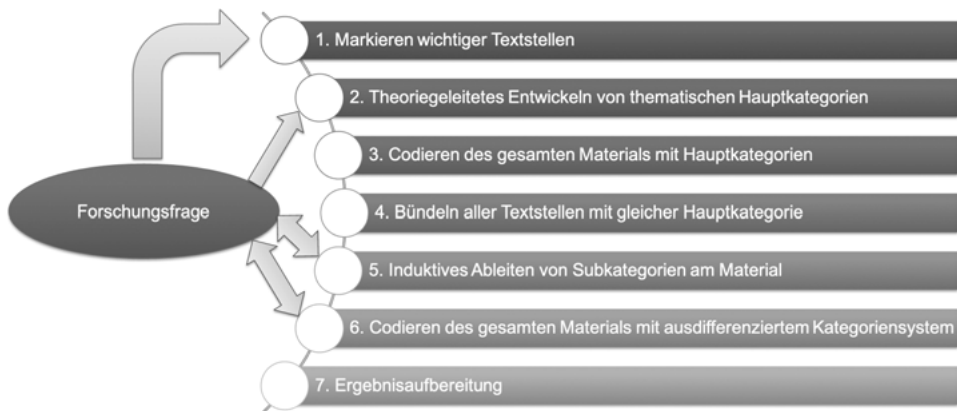 1. Markieren wichtiger Textstellen
2. Theoriegeleitetes Entwickeln von thematischen Hauptkategorien
3. Codieren des gesamten Materials mit Hauptkategorien
Forschungsfrage
4. Bündeln aller Textstellen mit gleicher Hauptkategorie
5. Induktives Ableiten von Subkategorien am Material
6. Codieren des gesamten Materials mit ausdifferenziertem Kategoriensystem
7. Ergebnisaufbereitung